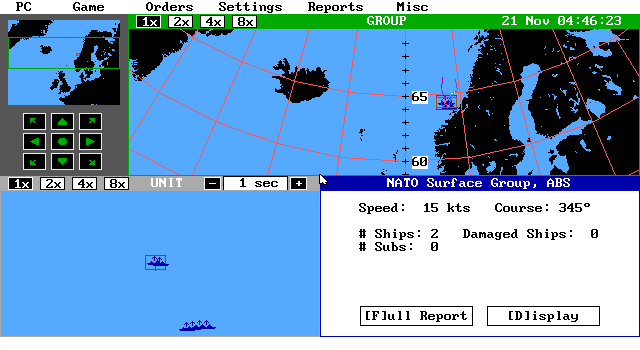 PC Game Orders Settings Reports Misc
1x 2x 4x 8x GROUP 21 Nov 04:46:23
65
60
1x 2x 4x 8x UNIT - 1 sec +
NATO Surface Group, ABS
Speed: 15 kts Course: 345°
# Ships: 2 Damaged Ships: 0
# Subs: 0
[F]ull Report [D]isplay